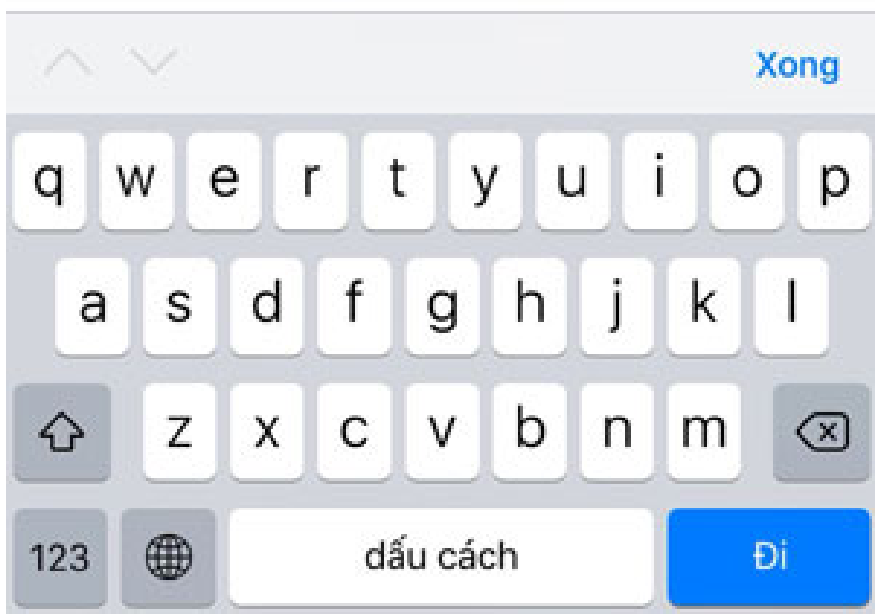 Xong
q w e r t y u i o p
a s d f g h j k l
z x c v b n m
123 dấu cách Đi